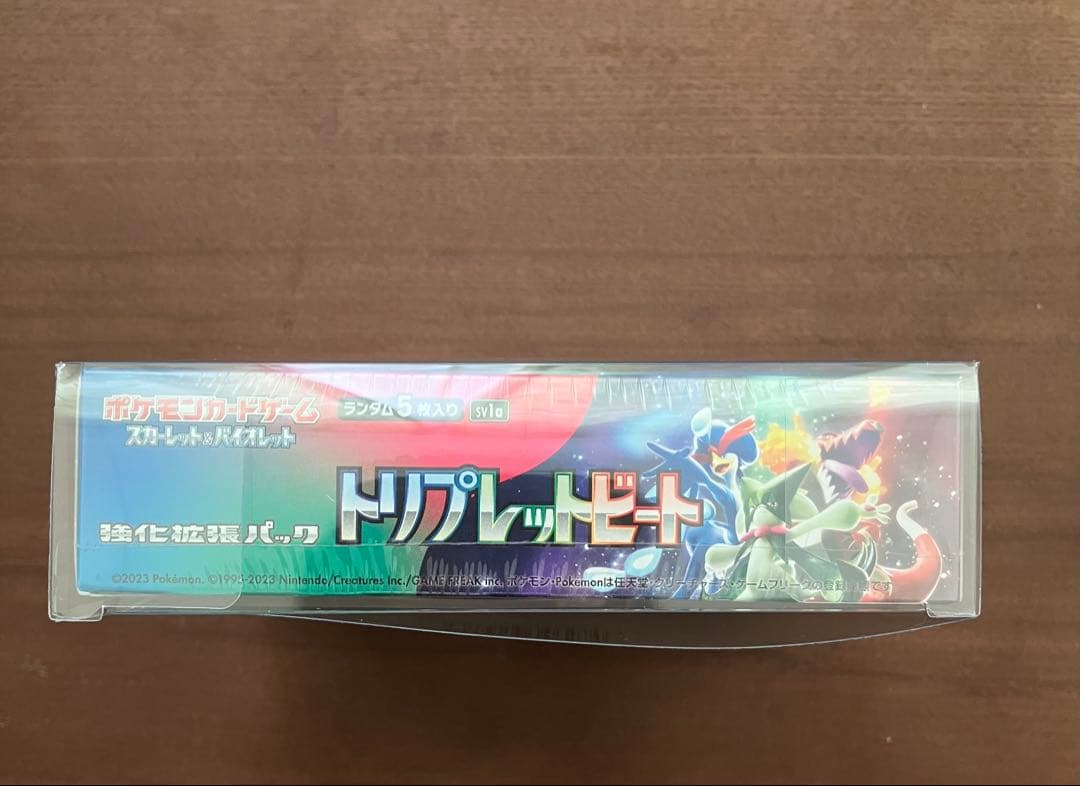 ポケモンカードゲーム
スカーレット&バイオレット
ランダム5枚入り sv1a
トリプレットビート
強化拡張パック
©2023 Pokémon. ©1995-2023 Nintendo/Creatures Inc./GAME FREAK inc. ポケモン・Pokémonは任天堂・クリーチャーズ・ゲームフリークの登録商標です